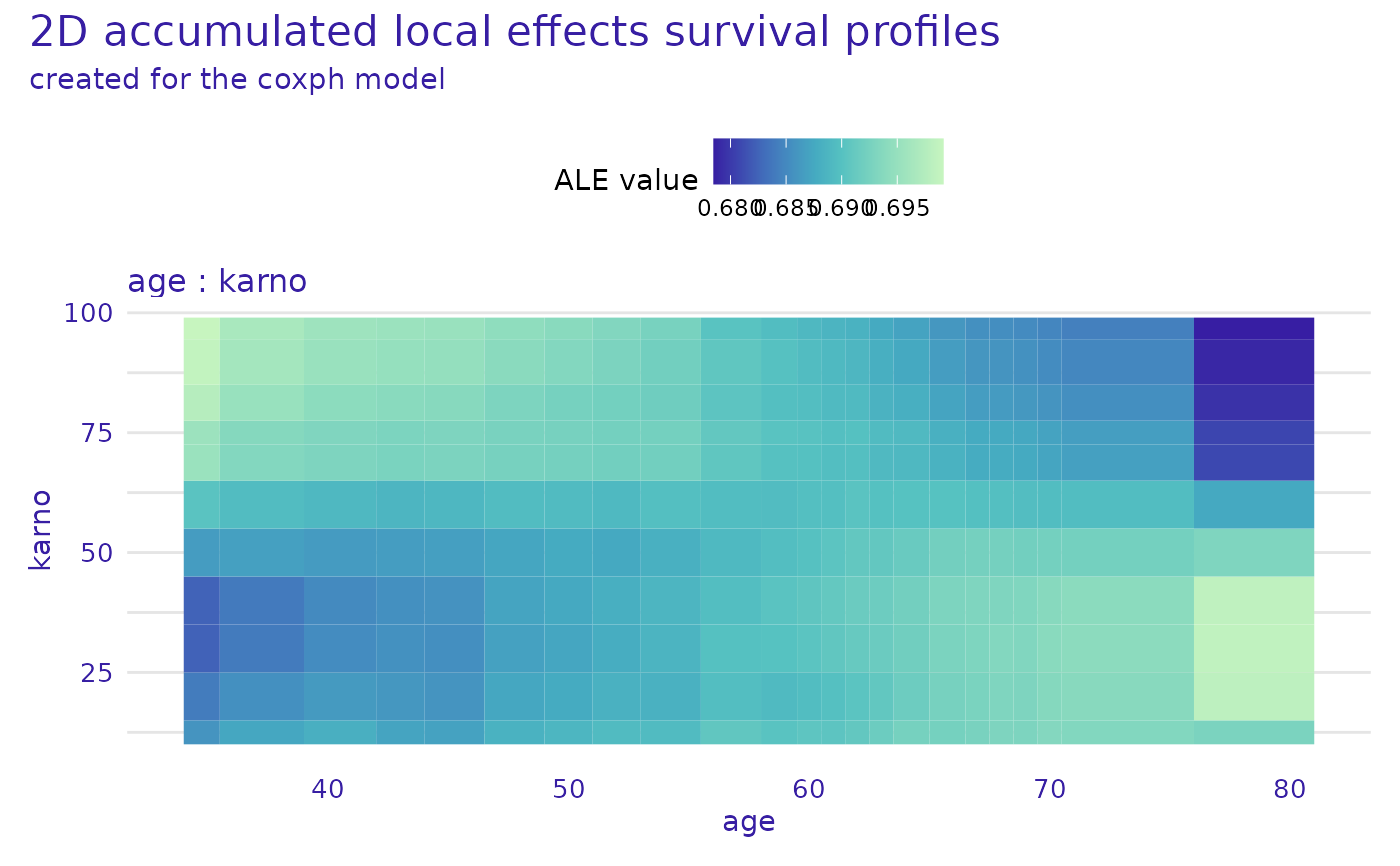 2D accumulated local effects survival profiles
created for the coxph model
ALE value
0.680 0.685 0.690 0.695
age : karno
100
75
50
25
karno
40 50 60 70 80
age